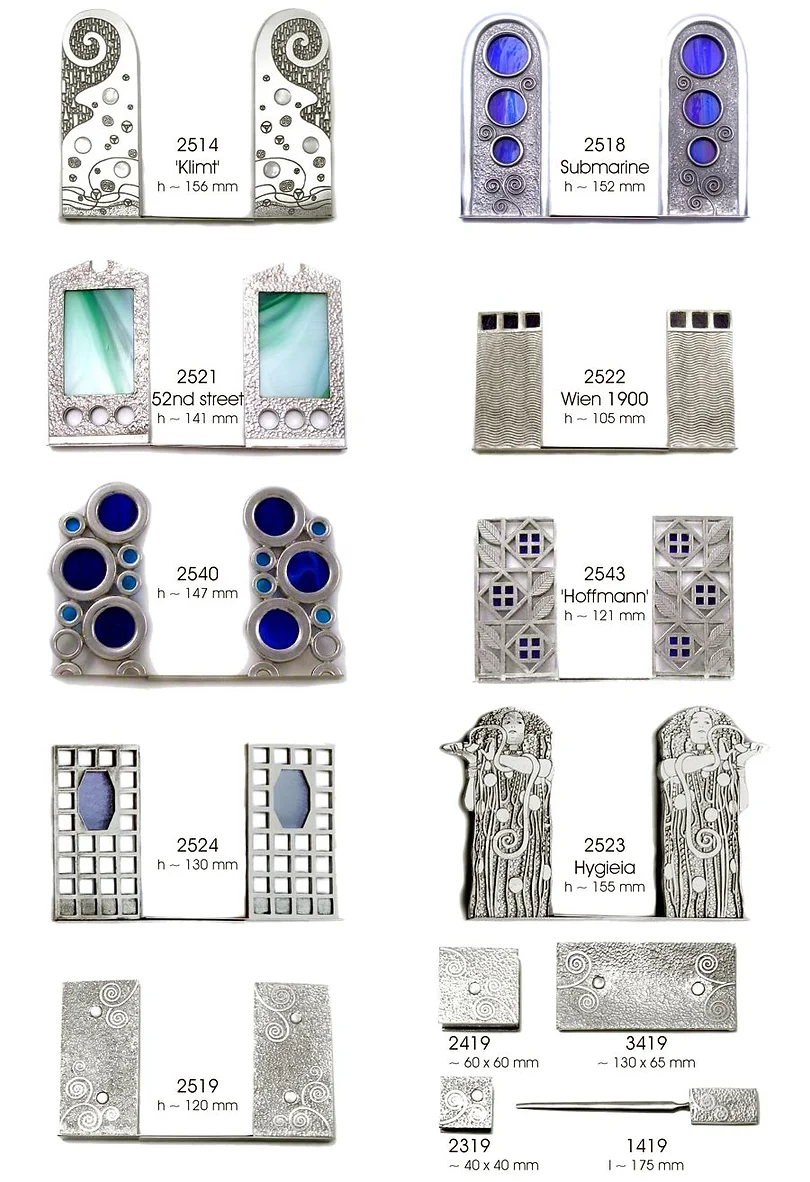 2514
'Klimt'
h ~ 156 mm
2518
Submarine
h ~ 152 mm
2521
52nd street
h ~ 141 mm
2522
Wien 1900
h ~ 105 mm
2540
h ~ 147 mm
2543
'Hoffmann'
h ~ 121 mm
2524
h ~ 130 mm
2523
Hygieia
h ~ 155 mm
2519
h ~ 120 mm
2419
~ 60 x 60 mm
3419
~ 130 x 65 mm
2319
~ 40 x 40 mm
1419
l ~ 175 mm